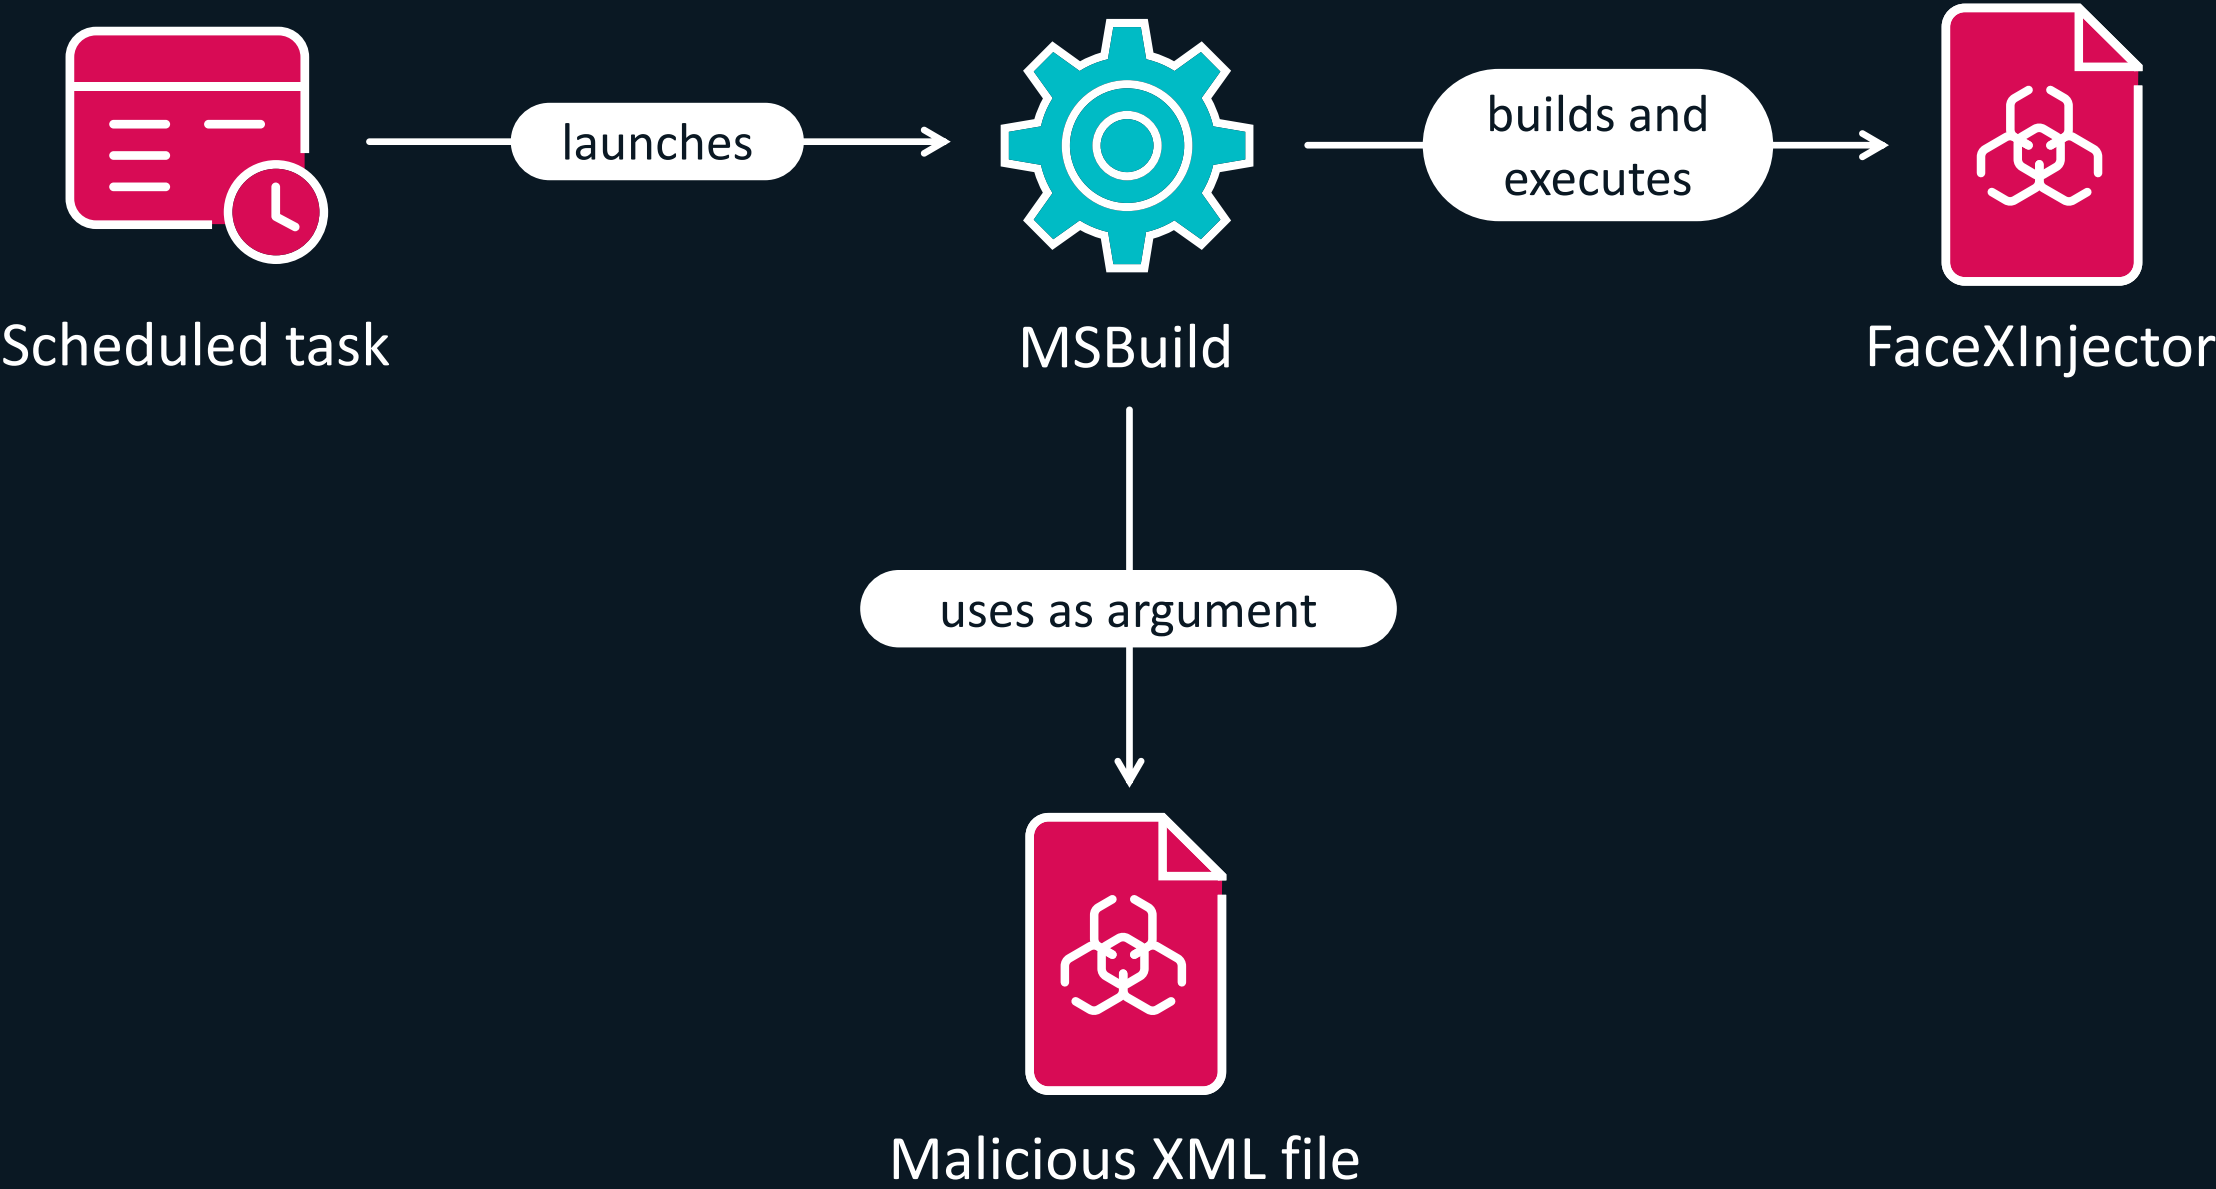 launches
builds and
executes
Scheduled task
MSBuild
FaceXInjector
uses as argument
Malicious XML file